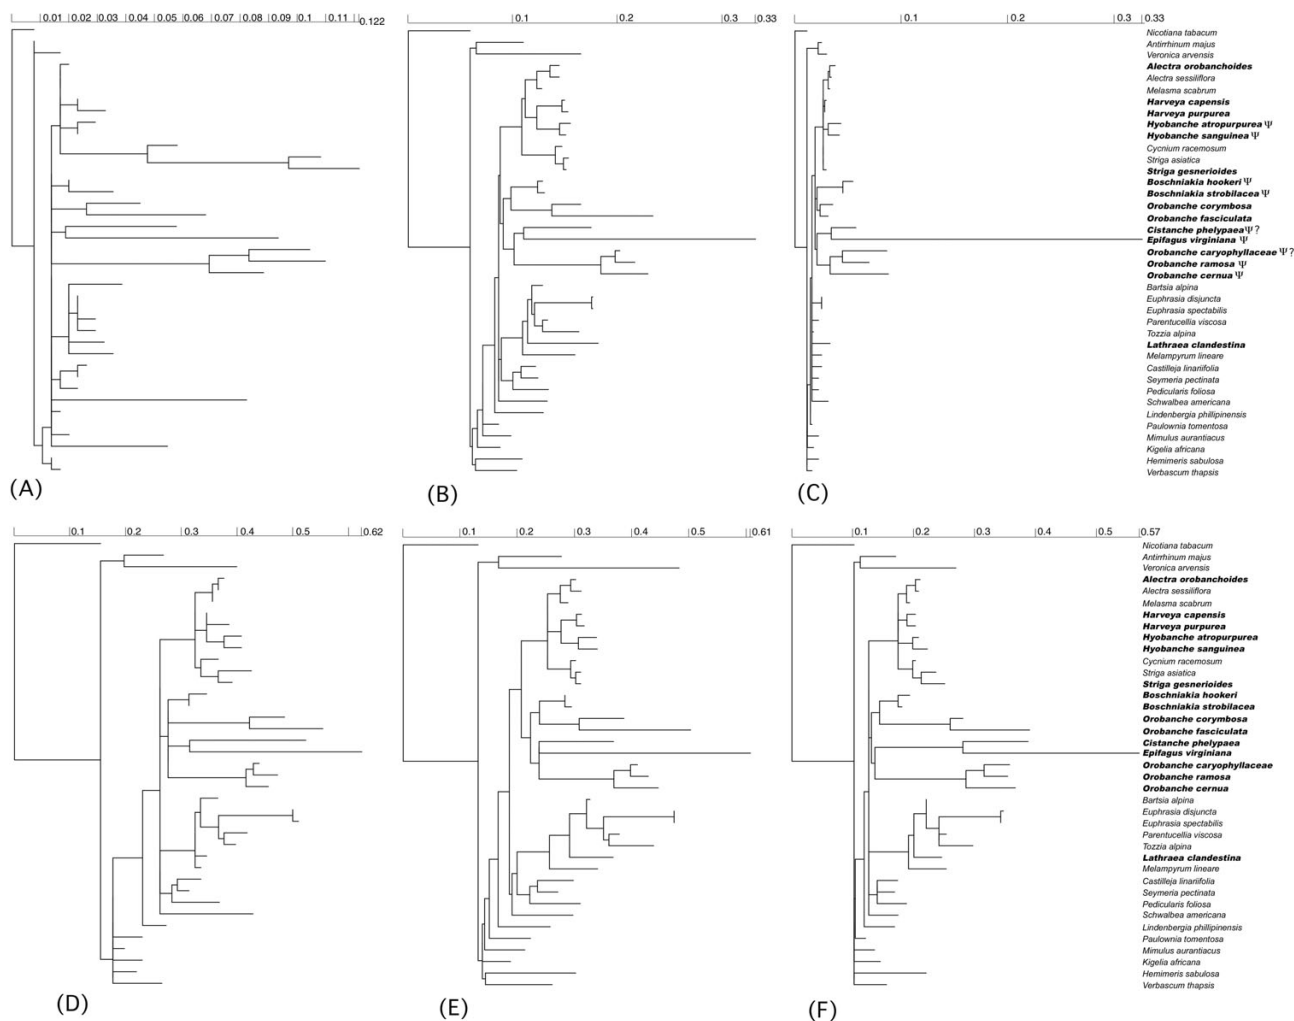 0.01 0.02 0.03 0.04 0.05 0.06 0.07 0.08 0.09 0.1 0.11 0.122
0.1 0.2 0.3 0.33
0.1 0.2 0.3 0.33
Nicotiana tabacum
Antirrhinum majus
Veronica arvensis
Alectra orobanchoides
Alectra sessiliflora
Melasma scabrum
Harveya capensis
Harveya purpurea
Hyobanche atropurpurea Ψ
Hyobanche sanguinea Ψ
Cycnium racemosum
Striga asiatica
Striga gesnerioides
Boschniakia hookeri Ψ
Boschniakia strobilacea Ψ
Orobanche corymbosa
Orobanche fasciculata
Cistanche phelypaea Ψ?
Epifagus virginiana Ψ
Orobanche caryophyllaceae Ψ?
Orobanche ramosa Ψ
Orobanche cernua Ψ
Bartsia alpina
Euphrasia disjuncta
Euphrasia spectabilis
Parentucellia viscosa
Tozzia alpina
Lathraea clandestina
Melampyrum lineare
Castilleja linariifolia
Seymeria pectinata
Pedicularis foliosa
Schwalbea americana
Lindenbergia phillipinensis
Paulownia tomentosa
Mimulus aurantiacus
Kigelia africana
Hemimeris sabulosa
Verbascum thapsis
(A)
(B)
(C)
0.1 0.2 0.3 0.4 0.5 0.62
0.1 0.2 0.3 0.4 0.5 0.61
0.1 0.2 0.3 0.4 0.5 0.57
Nicotiana tabacum
Antirrhinum majus
Veronica arvensis
Alectra orobanchoides
Alectra sessiliflora
Melasma scabrum
Harveya capensis
Harveya purpurea
Hyobanche atropurpurea
Hyobanche sanguinea
Cycnium racemosum
Striga asiatica
Striga gesnerioides
Boschniakia hookeri
Boschniakia strobilacea
Orobanche corymbosa
Orobanche fasciculata
Cistanche phelypaea
Epifagus virginiana
Orobanche caryophyllaceae
Orobanche ramosa
Orobanche cernua
Bartsia alpina
Euphrasia disjuncta
Euphrasia spectabilis
Parentucellia viscosa
Tozzia alpina
Lathraea clandestina
Melampyrum lineare
Castilleja linariifolia
Seymeria pectinata
Pedicularis foliosa
Schwalbea americana
Lindenbergia phillipinensis
Paulownia tomentosa
Mimulus aurantiacus
Kigelia africana
Hemimeris sabulosa
Verbascum thapsis
(D)
(E)
(F)